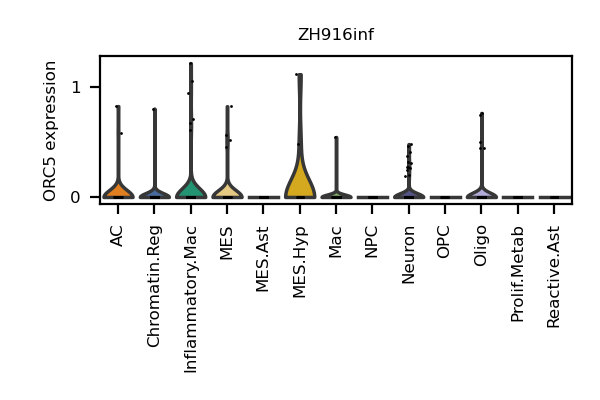 ZH916inf
ORC5 expression
1
0
AC
Chromatin.Reg
Inflammatory.Mac
MES
MES.Ast
MES.Hyp
Mac
NPC
Neuron
OPC
Oligo
Prolif.Metab
Reactive.Ast